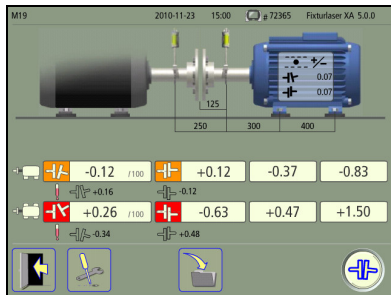 M19 2010-11-23 15:00 # 72365 Fixturlaser XA 5.0.0
+/-
0.07
0.07
125
250 300 400
-0.12 /100 +0.12 -0.37 -0.83
+0.16 -0.12
+0.26 /100 -0.63 +0.47 +1.50
-0.34 +0.48